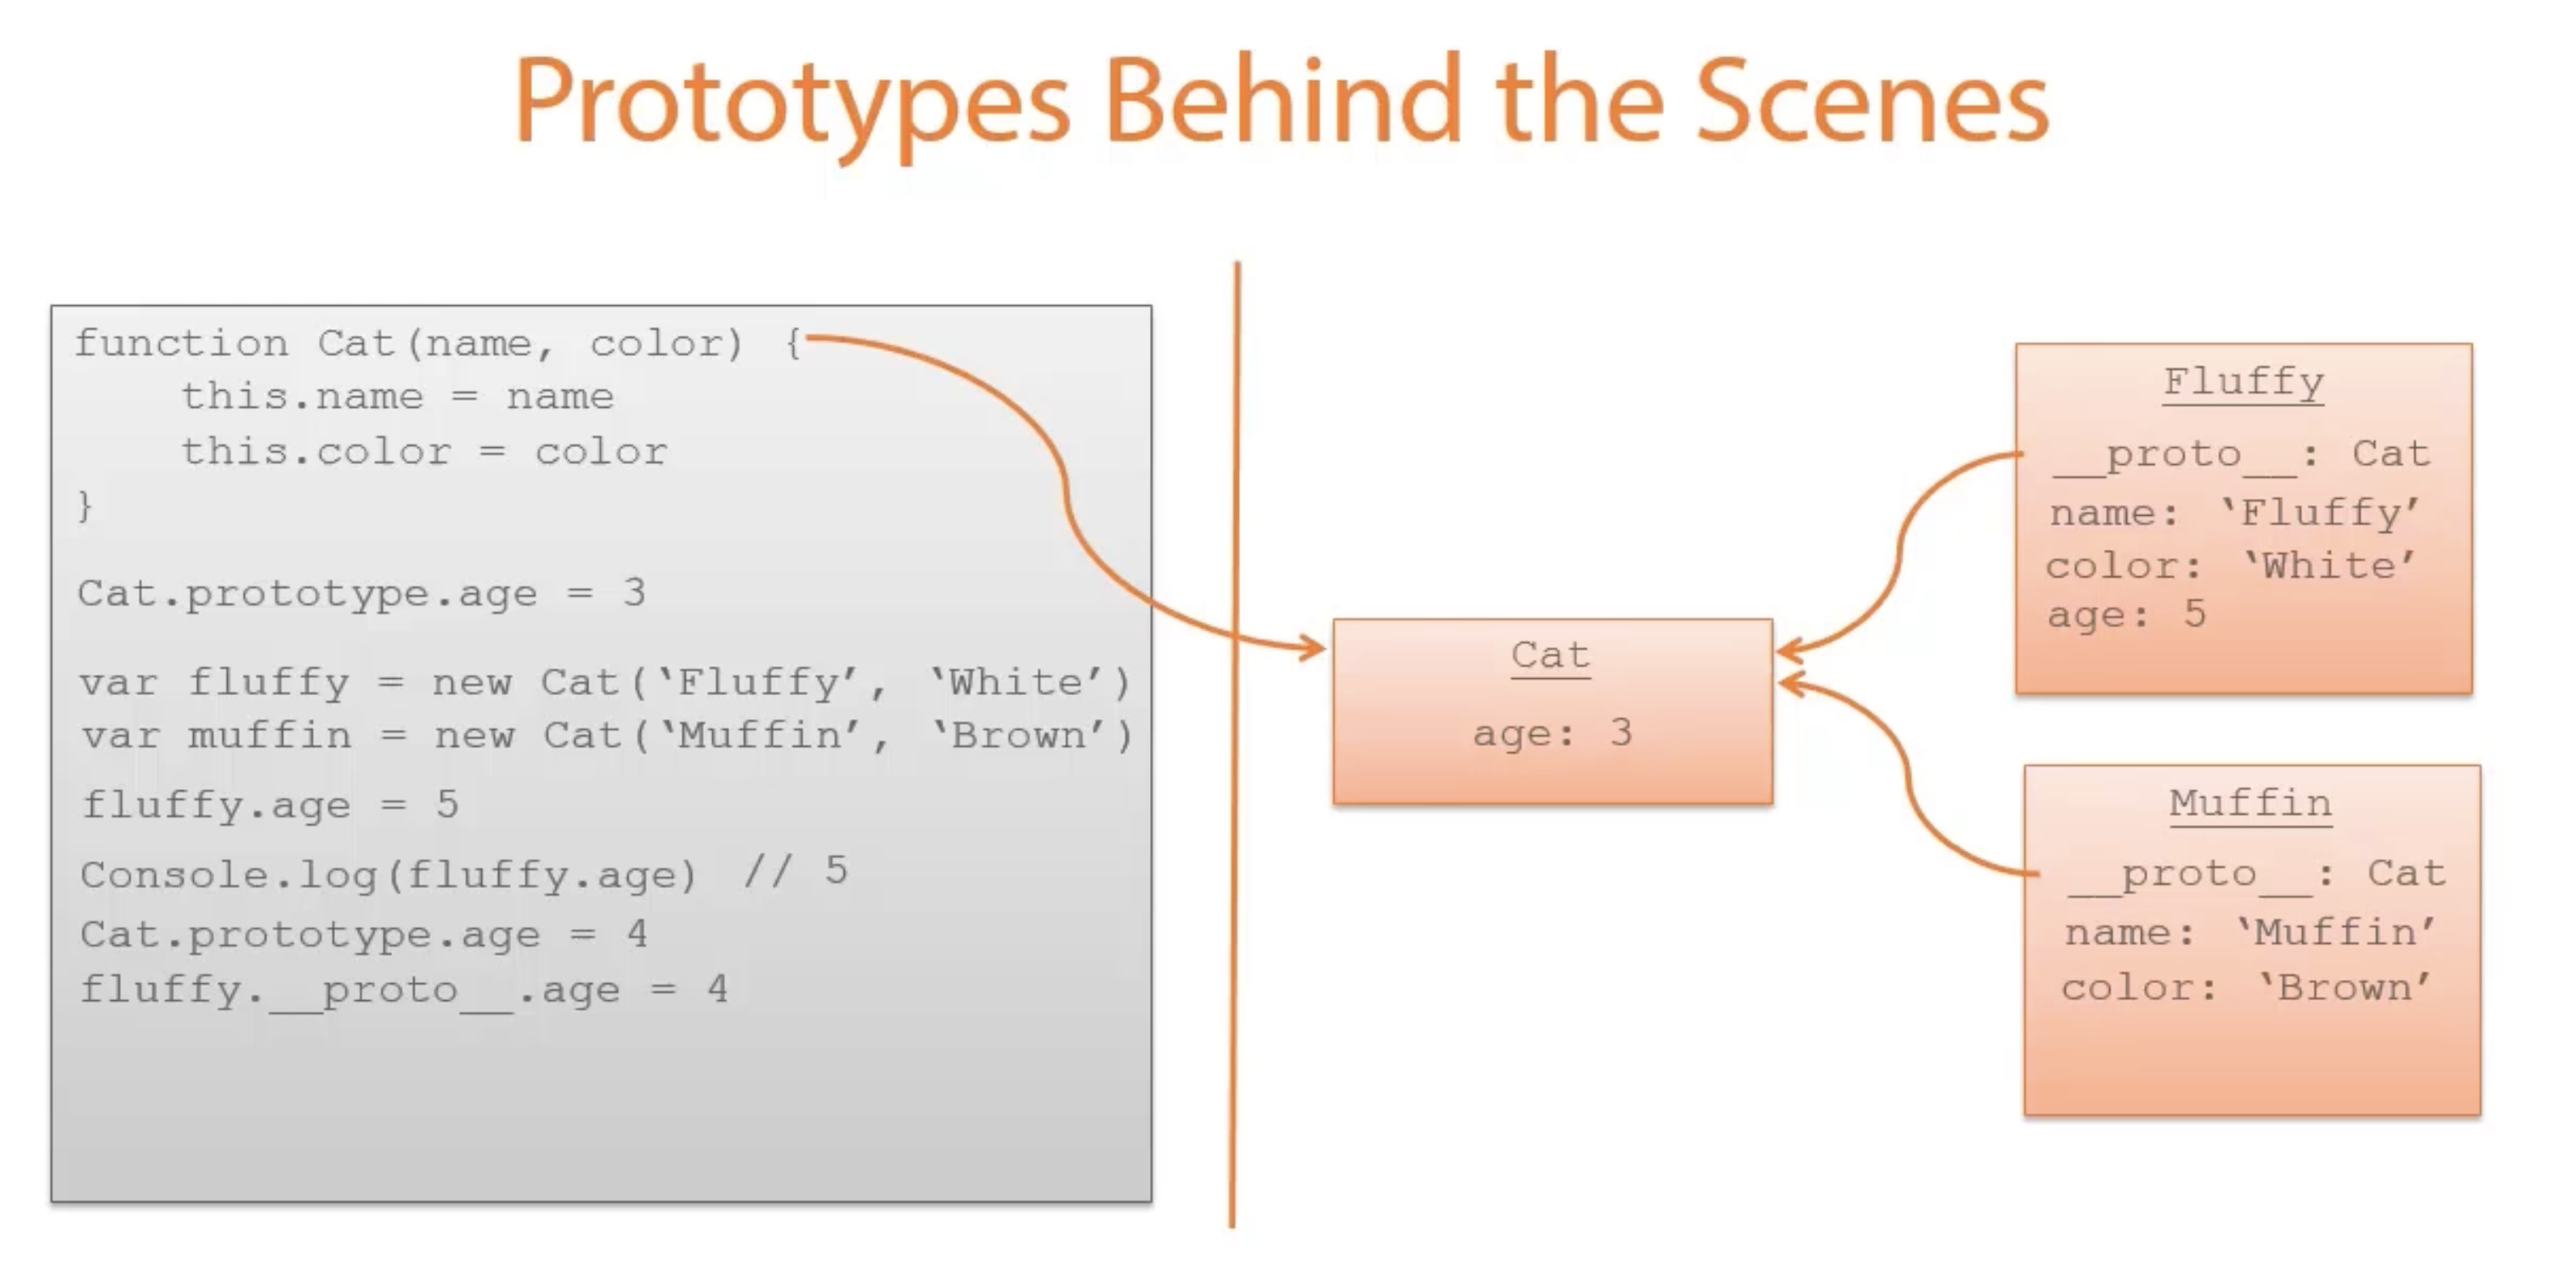 Prototypes Behind the Scenes
function Cat(name, color) {
this.name = name
this.color = color
}
Cat.prototype.age = 3
var fluffy = new Cat(‘Fluffy’, ‘White’)
var muffin = new Cat(‘Muffin’, ‘Brown’)
fluffy.age = 5
Console.log(fluffy.age) // 5
Cat.prototype.age = 4
fluffy.__proto__.age = 4
Cat
age: 3
Fluffy
__proto__: Cat
name: ‘Fluffy’
color: ‘White’
age: 5
Muffin
__proto__: Cat
name: ‘Muffin’
color: ‘Brown’